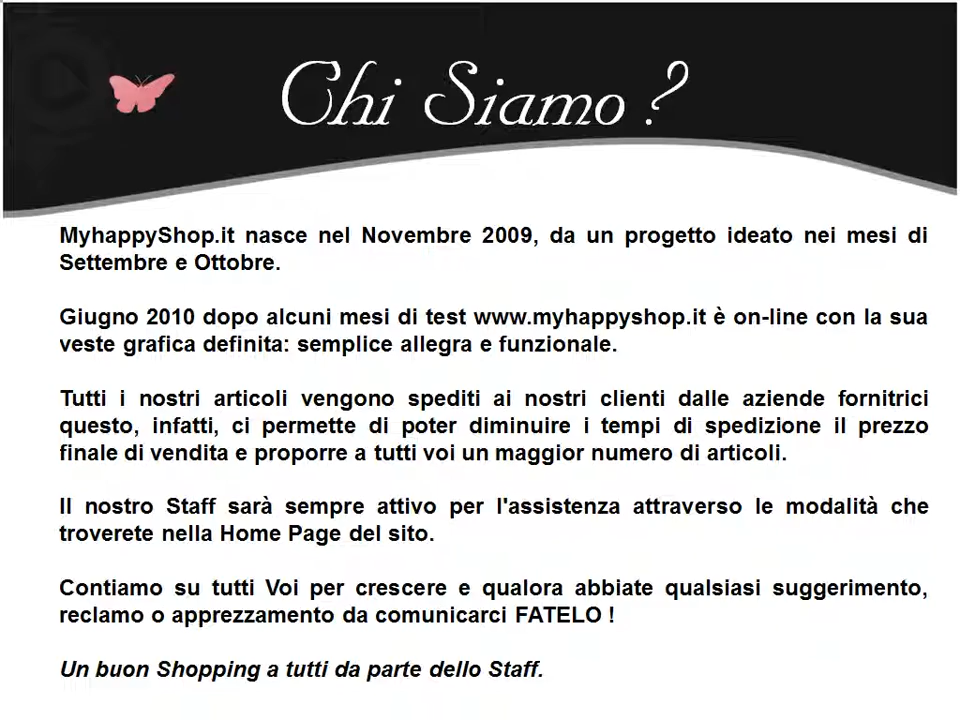 Chi Siamo ?
MyhappyShop.it nasce nel Novembre 2009, da un progetto ideato nei mesi di
Settembre e Ottobre.
Giugno 2010 dopo alcuni mesi di test www.myhappyshop.it è on-line con la sua
veste grafica definita: semplice allegra e funzionale.
Tutti i nostri articoli vengono spediti ai nostri clienti dalle aziende fornitrici
questo, infatti, ci permette di poter diminuire i tempi di spedizione il prezzo
finale di vendita e proporre a tutti voi un maggior numero di articoli.
Il nostro Staff sarà sempre attivo per l'assistenza attraverso le modalità che
troverete nella Home Page del sito.
Contiamo su tutti Voi per crescere e qualora abbiate qualsiasi suggerimento,
reclamo o apprezzamento da comunicarci FATELO !
Un buon Shopping a tutti da parte dello Staff.